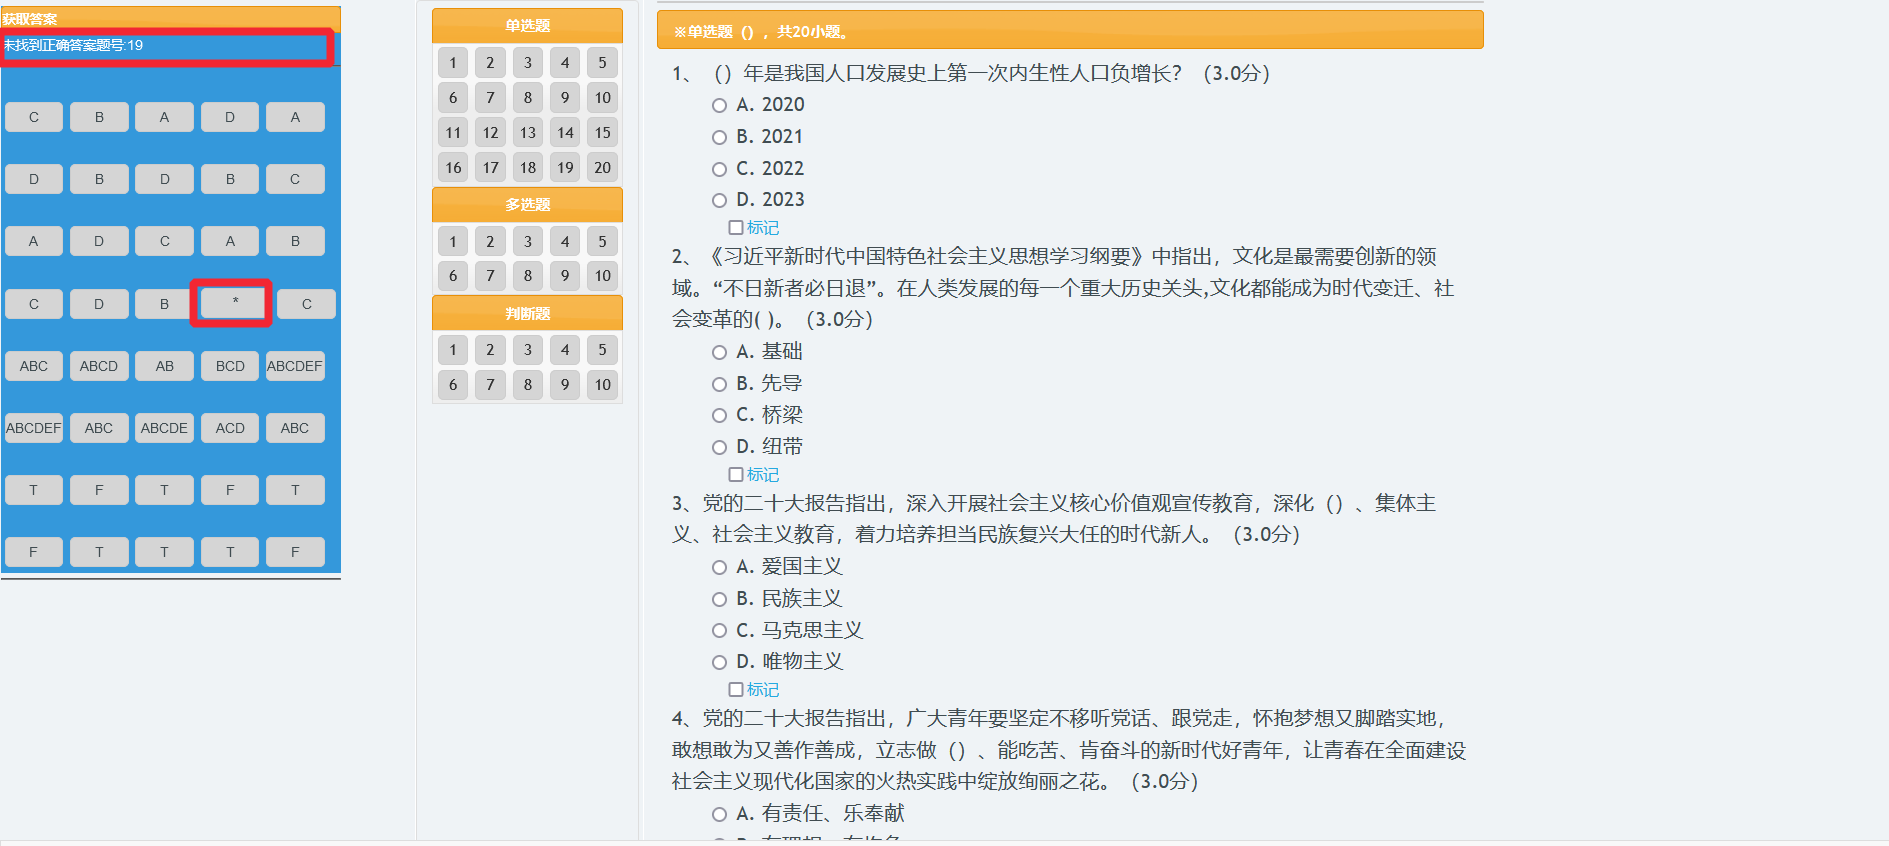 获取答案
未找到正确答案题号:19
C B A D A
D B D B C
A D C A B
C D B * C
ABC ABCD AB BCD ABCDEF
ABCDEF ABC ABCDE ACD ABC
T F T F T
F T T T F
单选题
1 2 3 4 5
6 7 8 9 10
11 12 13 14 15
16 17 18 19 20
多选题
1 2 3 4 5
6 7 8 9 10
判断题
1 2 3 4 5
6 7 8 9 10
※单选题（），共20小题。
1、（）年是我国人口发展史上第一次内生性人口负增长？（3.0分）
A. 2020
B. 2021
C. 2022
D. 2023
标记
2、《习近平新时代中国特色社会主义思想学习纲要》中指出，文化是最需要创新的领
域。“不日新者必日退”。在人类发展的每一个重大历史关头,文化都能成为时代变迁、社
会变革的( )。（3.0分）
A. 基础
B. 先导
C. 桥梁
D. 纽带
标记
3、党的二十大报告指出，深入开展社会主义核心价值观宣传教育，深化（）、集体主
义、社会主义教育，着力培养担当民族复兴大任的时代新人。（3.0分）
A. 爱国主义
B. 民族主义
C. 马克思主义
D. 唯物主义
标记
4、党的二十大报告指出，广大青年要坚定不移听党话、跟党走，怀抱梦想又脚踏实地，
敢想敢为又善作善成，立志做（）、能吃苦、肯奋斗的新时代好青年，让青春在全面建设
社会主义现代化国家的火热实践中绽放绚丽之花。（3.0分）
A. 有责任、乐奉献